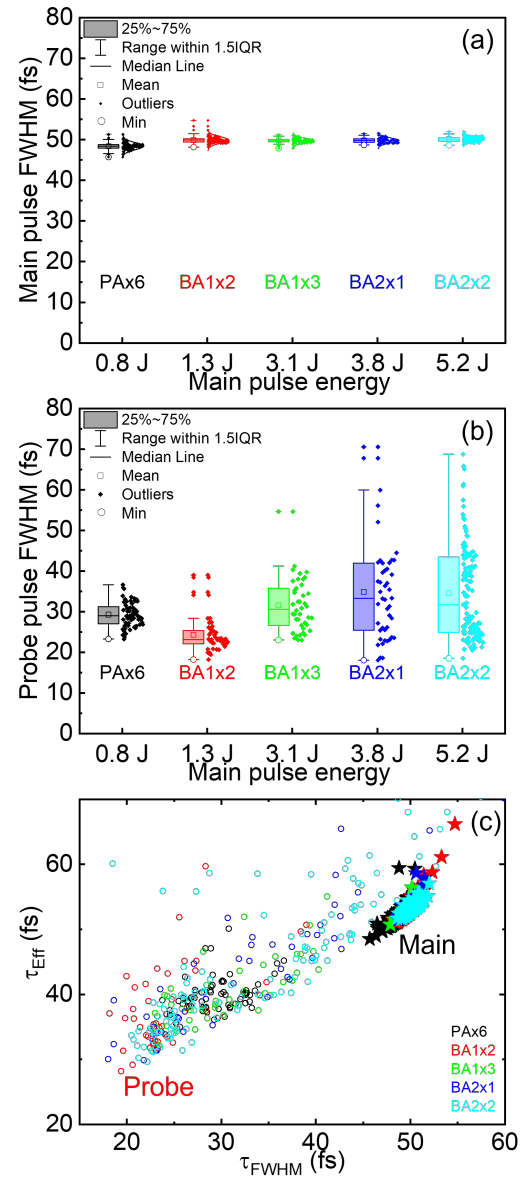 (a)
25%~75%
Range within 1.5IQR
Median Line
Mean
Outliers
Min
Main pulse FWHM (fs)
80
70
60
50
40
30
20
10
0
PAx6 BA1x2 BA1x3 BA2x1 BA2x2
0.8 J 1.3 J 3.1 J 3.8 J 5.2 J
Main pulse energy
(b)
25%~75%
Range within 1.5IQR
Median Line
Mean
Outliers
Min
Probe pulse FWHM (fs)
80
70
60
50
40
30
20
10
0
PAx6 BA1x2 BA1x3 BA2x1 BA2x2
0.8 J 1.3 J 3.1 J 3.8 J 5.2 J
Main pulse energy
(c)
τEff (fs)
60
40
20
Main
Probe
PAx6
BA1x2
BA1x3
BA2x1
BA2x2
20 30 40 50 60
τFWHM (fs)